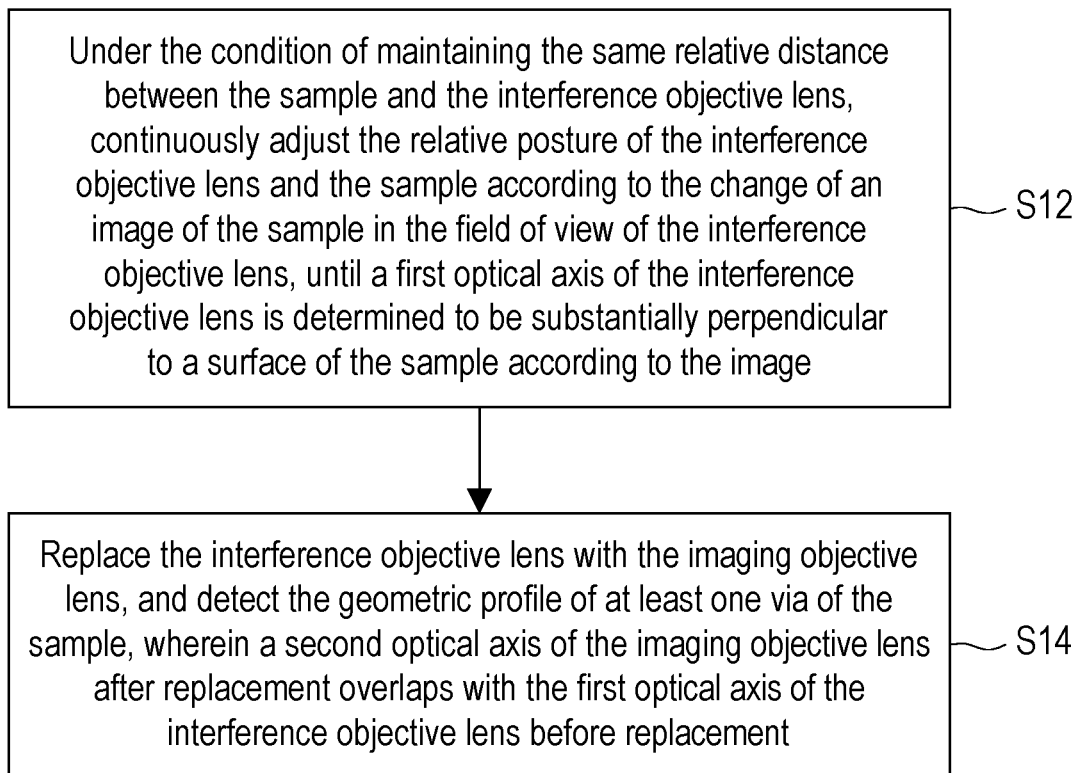 Under the condition of maintaining the same relative distance
between the sample and the interference objective lens,
continuously adjust the relative posture of the interference
objective lens and the sample according to the change of an
image of the sample in the field of view of the interference
objective lens, until a first optical axis of the interference
objective lens is determined to be substantially perpendicular
to a surface of the sample according to the image
S12
Replace the interference objective lens with the imaging objective
lens, and detect the geometric profile of at least one via of the
sample, wherein a second optical axis of the imaging objective lens
after replacement overlaps with the first optical axis of the
interference objective lens before replacement
S14